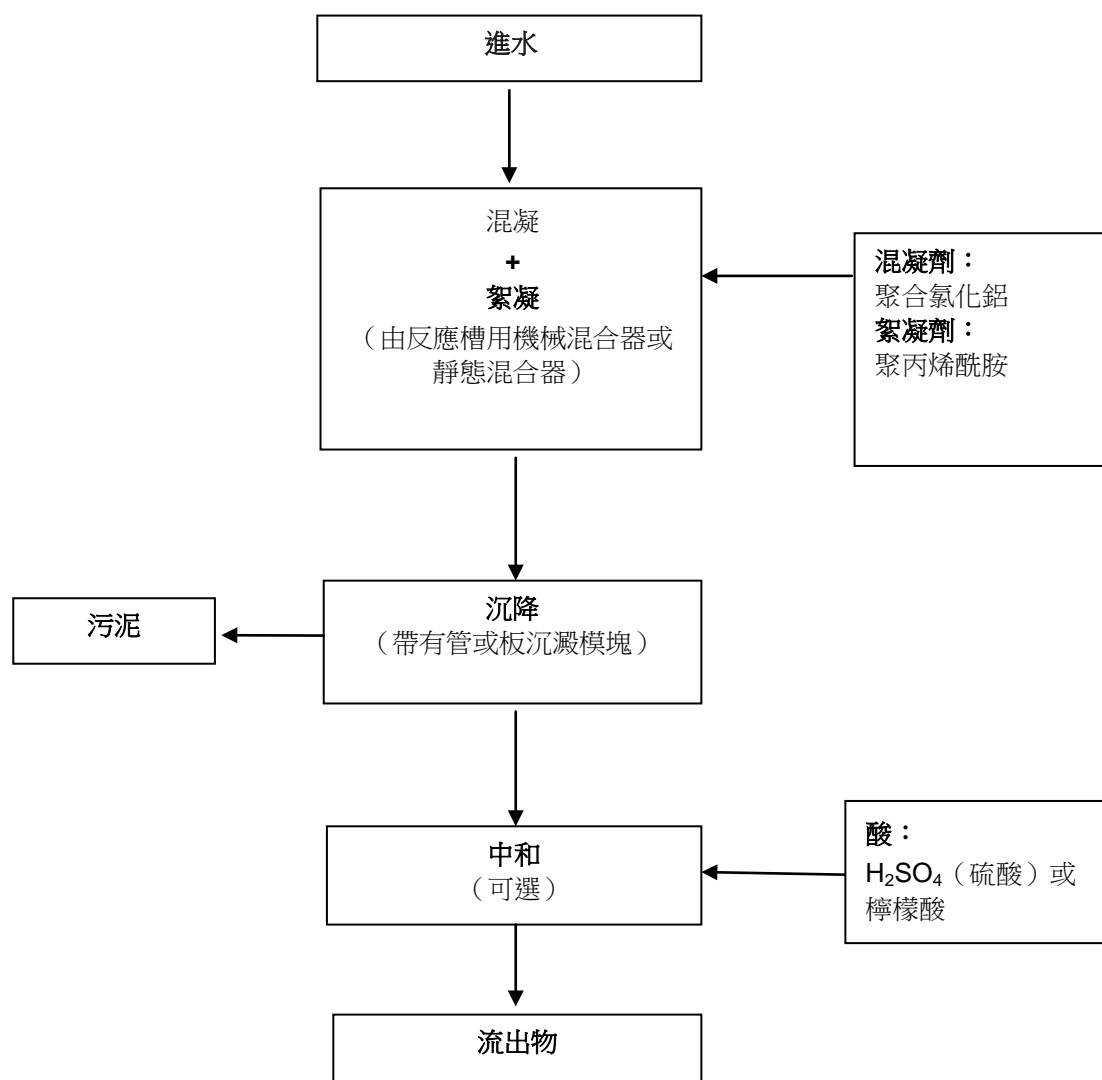 進水
混凝
+
絮凝
（由反應槽用機械混合器或
靜態混合器）
混凝劑：
聚合氯化鋁
絮凝劑：
聚丙烯酰胺
沉降
（帶有管或板沉澱模塊）
污泥
中和
（可選）
酸：
H₂SO₄（硫酸）或
檸檬酸
流出物